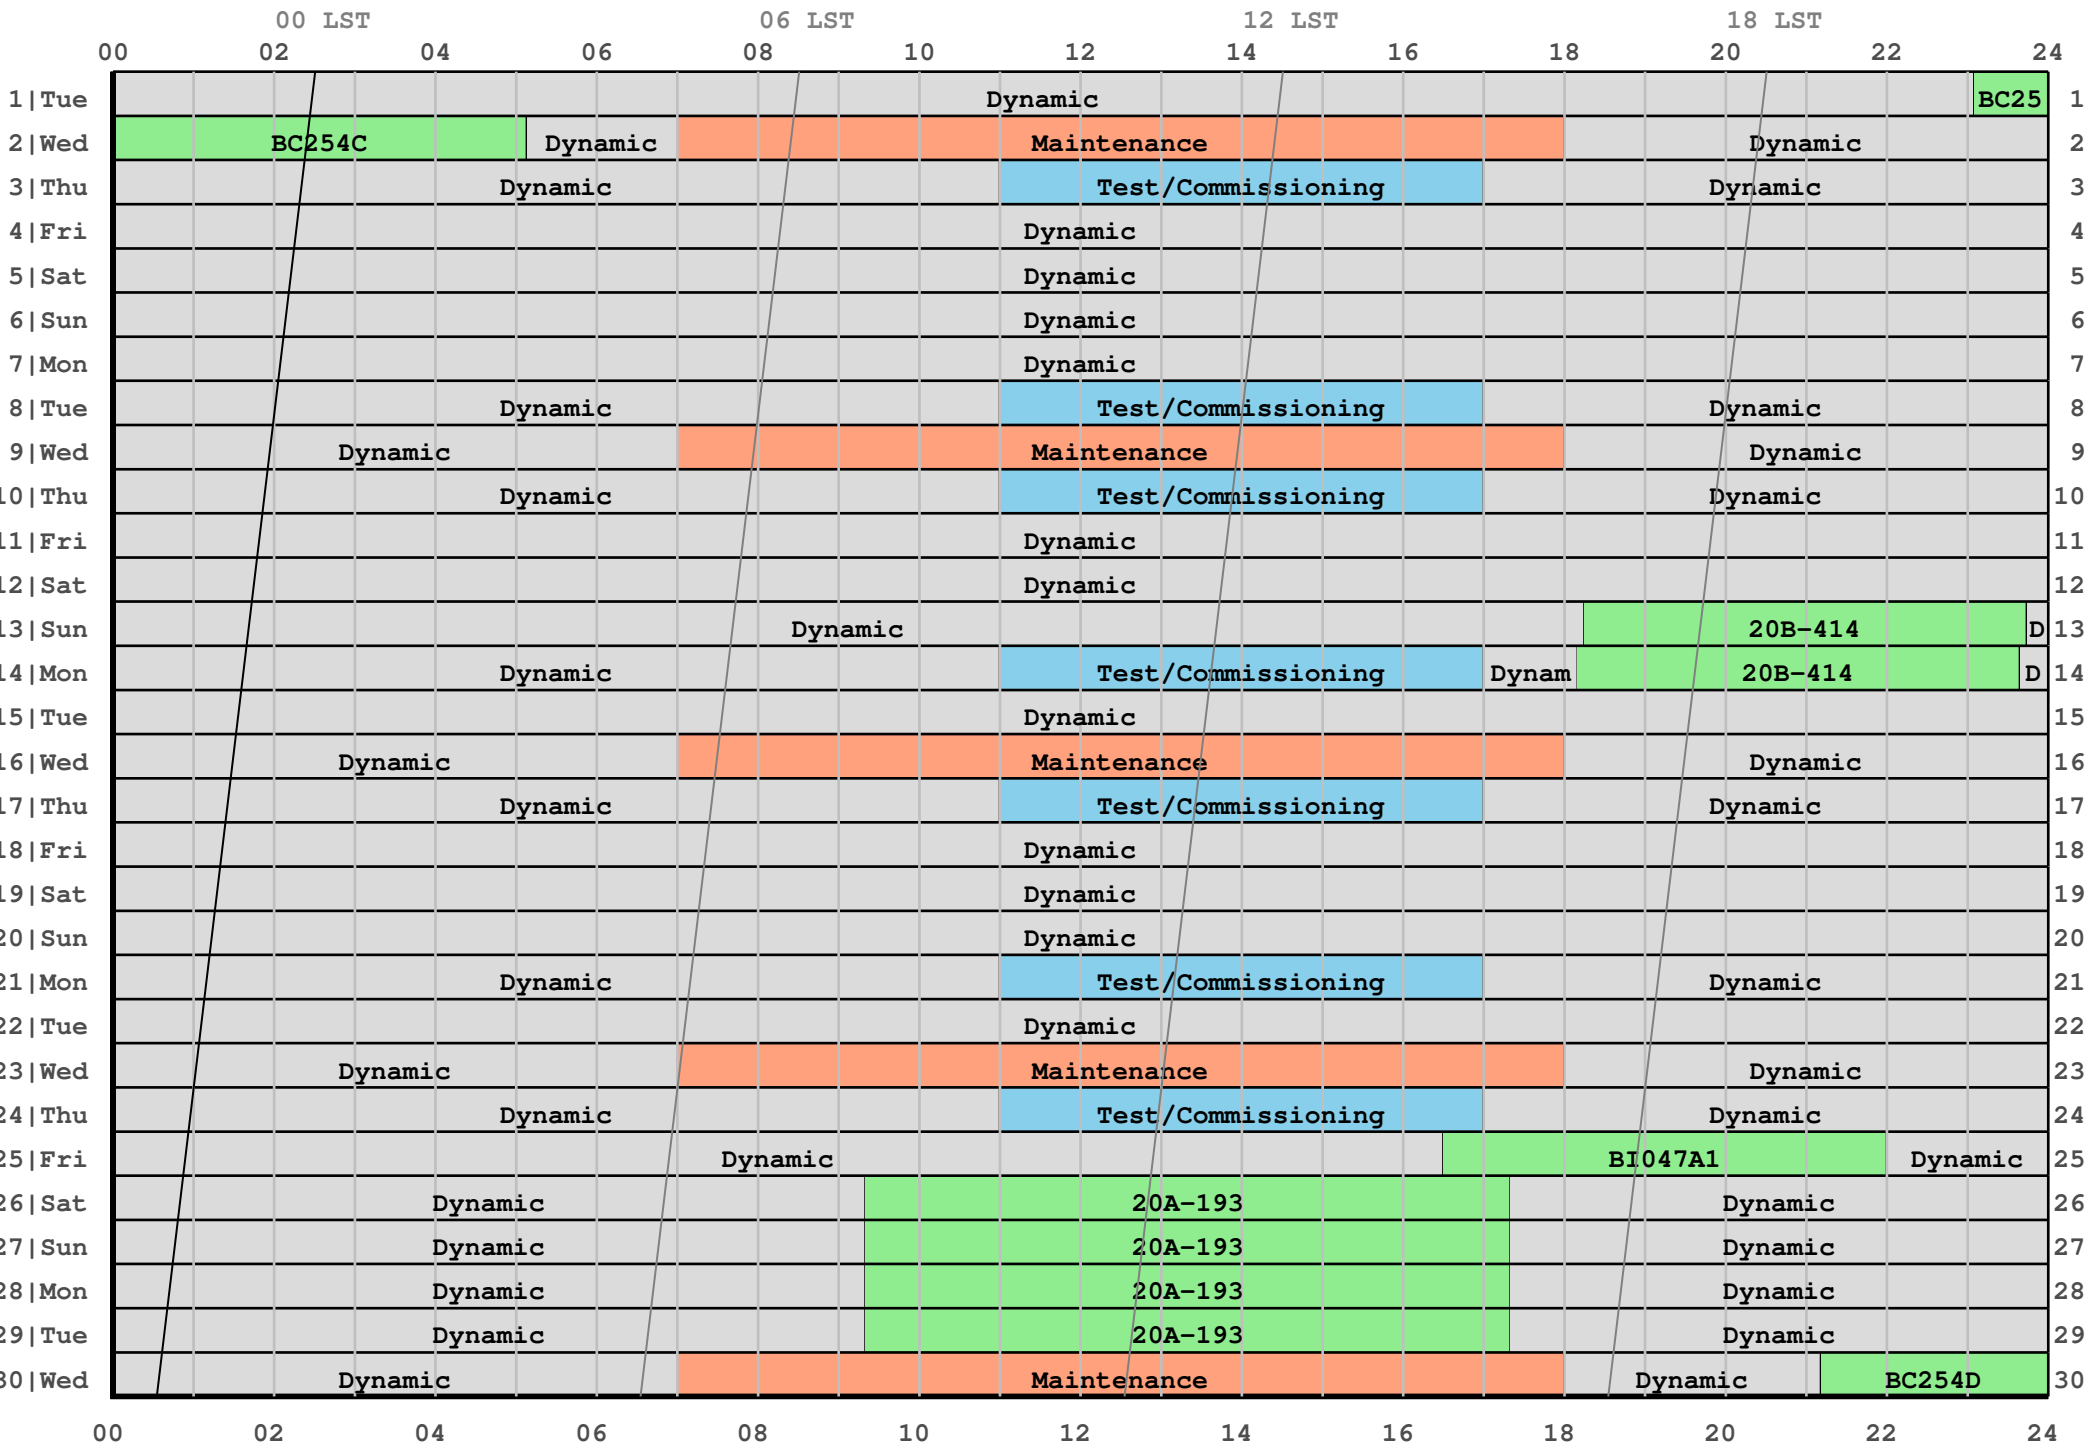 00 LST 06 LST 12 LST 18 LST
00 02 04 06 08 10 12 14 16 18 20 22 24
1|Tue Dynamic BC25 1
2|Wed BC254C Dynamic Maintenance Dynamic 2
3|Thu Dynamic Test/Commissioning Dynamic 3
4|Fri Dynamic 4
5|Sat Dynamic 5
6|Sun Dynamic 6
7|Mon Dynamic 7
8|Tue Dynamic Test/Commissioning Dynamic 8
9|Wed Dynamic Maintenance Dynamic 9
10|Thu Dynamic Test/Commissioning Dynamic 10
11|Fri Dynamic 11
12|Sat Dynamic 12
13|Sun Dynamic 20B-414 D 13
14|Mon Dynamic Test/Commissioning Dynam 20B-414 D 14
15|Tue Dynamic 15
16|Wed Dynamic Maintenance Dynamic 16
17|Thu Dynamic Test/Commissioning Dynamic 17
18|Fri Dynamic 18
19|Sat Dynamic 19
20|Sun Dynamic 20
21|Mon Dynamic Test/Commissioning Dynamic 21
22|Tue Dynamic 22
23|Wed Dynamic Maintenance Dynamic 23
24|Thu Dynamic Test/Commissioning Dynamic 24
25|Fri Dynamic BI047A1 Dynamic 25
26|Sat Dynamic 20A-193 Dynamic 26
27|Sun Dynamic 20A-193 Dynamic 27
28|Mon Dynamic 20A-193 Dynamic 28
29|Tue Dynamic 20A-193 Dynamic 29
30|Wed Dynamic Maintenance Dynamic BC254D 30
00 02 04 06 08 10 12 14 16 18 20 22 24